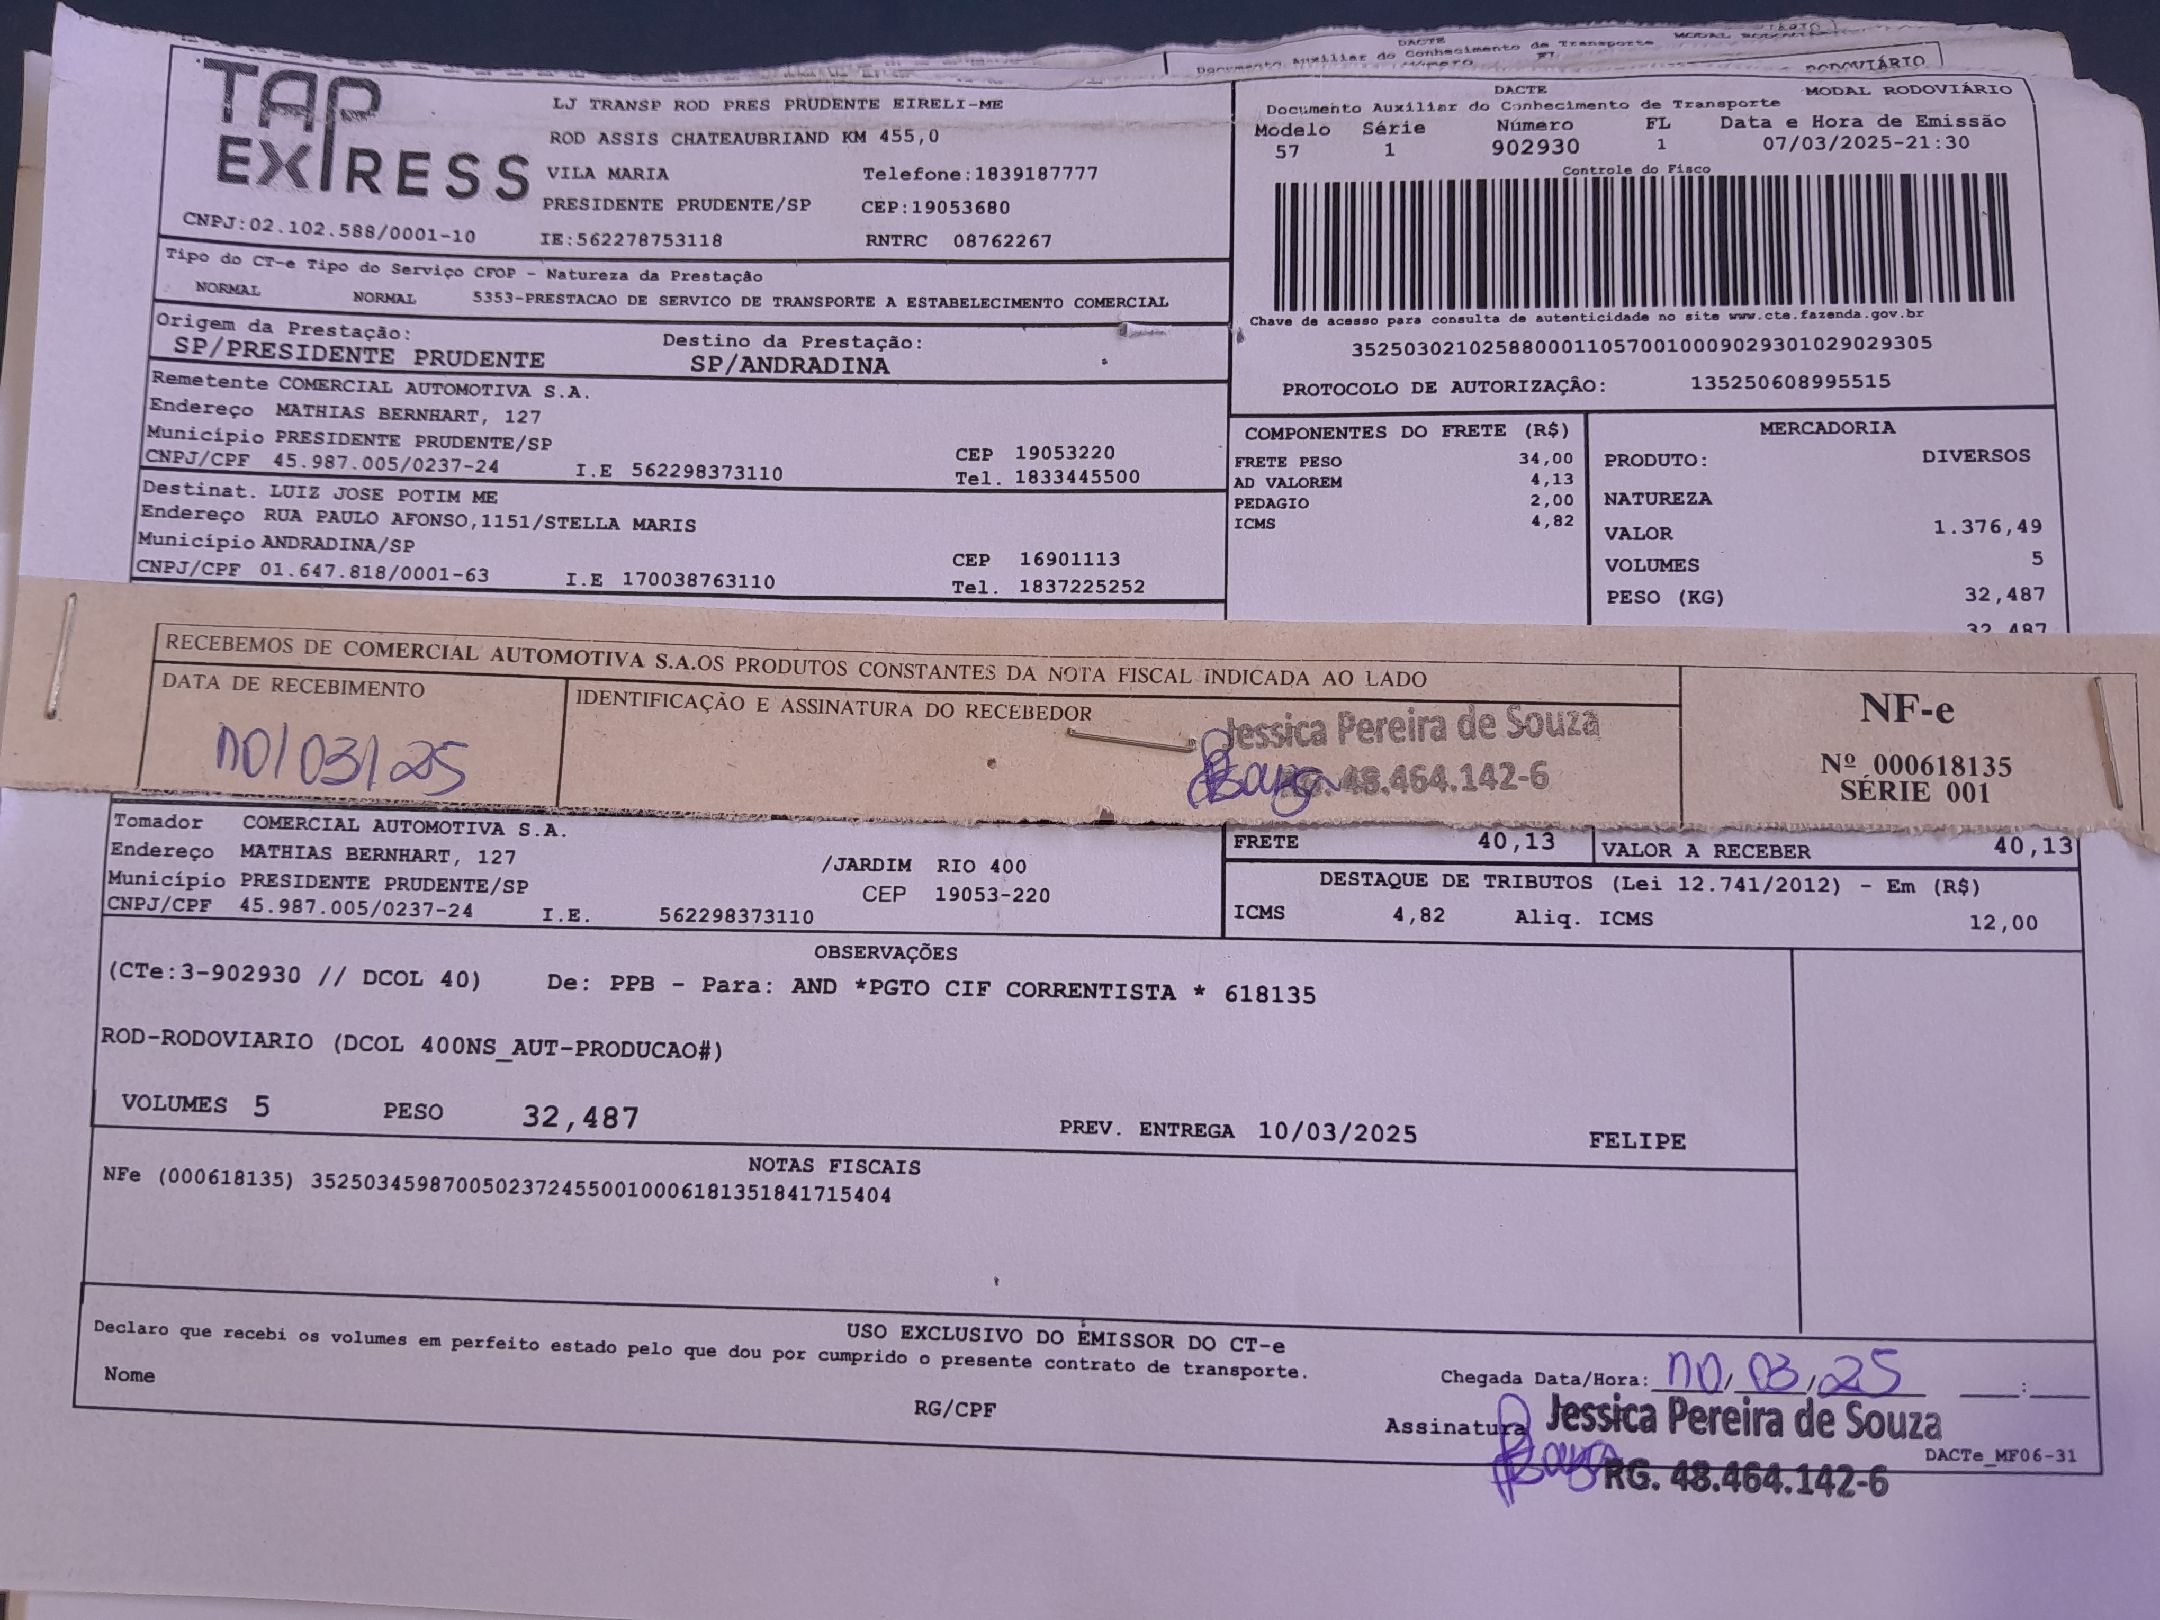 DACTE
Documento Auxiliar do Conhecimento de Transporte
RODOVIÁRIO
TAP EXPRESS
LJ TRANSP ROD PRES PRUDENTE EIRELI-ME
ROD ASSIS CHATEAUBRIAND KM 455,0
VILA MARIA Telefone:1839187777
PRESIDENTE PRUDENTE/SP CEP:19053680
CNPJ:02.102.588/0001-10 IE:562278753118 RNTRC 08762267
DACTE MODAL RODOVIÁRIO
Documento Auxiliar do Conhecimento de Transporte
Modelo Série Número FL Data e Hora de Emissão
57 1 902930 1 07/03/2025-21:30
Controle do Fisco
Chave de acesso para consulta de autenticidade no site www.cte.fazenda.gov.br
35250302102588000110570010009029301029029305
PROTOCOLO DE AUTORIZAÇÃO: 135250608995515
Tipo do CT-e Tipo do Serviço CFOP - Natureza da Prestação
NORMAL NORMAL 5353-PRESTACAO DE SERVICO DE TRANSPORTE A ESTABELECIMENTO COMERCIAL
Origem da Prestação: Destino da Prestação:
SP/PRESIDENTE PRUDENTE SP/ANDRADINA
Remetente COMERCIAL AUTOMOTIVA S.A.
Endereço MATHIAS BERNHART, 127
Município PRESIDENTE PRUDENTE/SP CEP 19053220
CNPJ/CPF 45.987.005/0237-24 I.E 562298373110 Tel. 1833445500
Destinat. LUIZ JOSE POTIM ME
Endereço RUA PAULO AFONSO,1151/STELLA MARIS
Município ANDRADINA/SP CEP 16901113
CNPJ/CPF 01.647.818/0001-63 I.E 170038763110 Tel. 1837225252
COMPONENTES DO FRETE (R$)
FRETE PESO 34,00
AD VALOREM 4,13
PEDAGIO 2,00
ICMS 4,82
MERCADORIA
PRODUTO: DIVERSOS
NATUREZA
VALOR 1.376,49
VOLUMES 5
PESO (KG) 32,487
32,487
RECEBEMOS DE COMERCIAL AUTOMOTIVA S.A.OS PRODUTOS CONSTANTES DA NOTA FISCAL INDICADA AO LADO
DATA DE RECEBIMENTO
10/03/25
IDENTIFICAÇÃO E ASSINATURA DO RECEBEDOR
Jessica Pereira de Souza
RG. 48.464.142-6
NF-e
Nº 000618135
SÉRIE 001
Tomador COMERCIAL AUTOMOTIVA S.A.
Endereço MATHIAS BERNHART, 127 /JARDIM RIO 400
Município PRESIDENTE PRUDENTE/SP CEP 19053-220
CNPJ/CPF 45.987.005/0237-24 I.E. 562298373110
FRETE 40,13 VALOR A RECEBER 40,13
DESTAQUE DE TRIBUTOS (Lei 12.741/2012) - Em (R$)
ICMS 4,82 Aliq. ICMS 12,00
OBSERVAÇÕES
(CTe:3-902930 // DCOL 40) De: PPB - Para: AND *PGTO CIF CORRENTISTA * 618135
ROD-RODOVIARIO (DCOL 400NS_AUT-PRODUCAO#)
VOLUMES 5 PESO 32,487 PREV. ENTREGA 10/03/2025 FELIPE
NOTAS FISCAIS
NFe (000618135) 35250345987005023724550010006181351841715404
USO EXCLUSIVO DO EMISSOR DO CT-e
Declaro que recebi os volumes em perfeito estado pelo que dou por cumprido o presente contrato de transporte.
Nome RG/CPF
Chegada Data/Hora: 10/03/25 __:__
Assinatura Jessica Pereira de Souza
RG. 48.464.142-6
DACTe_MF06-31